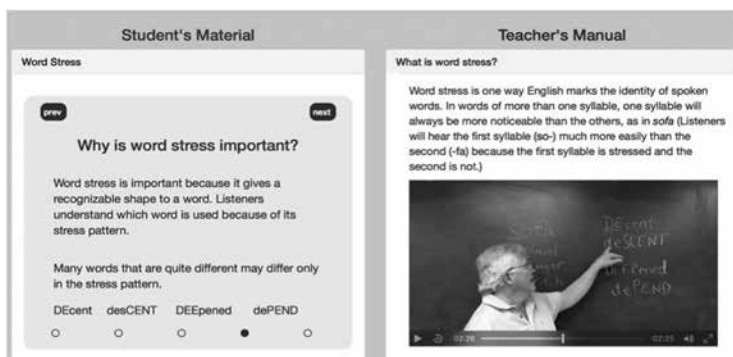 Student's Material
Word Stress
prev
next
Why is word stress important?
Word stress is important because it gives a
recognizable shape to a word. Listeners
understand which word is used because of its
stress pattern.
Many words that are quite different may differ only
in the stress pattern.
DEcent desCENT DEEpened dePEND
Teacher's Manual
What is word stress?
Word stress is one way English marks the identity of spoken
words. In words of more than one syllable, one syllable will
always be more noticeable than the others, as in sofa (Listeners
will hear the first syllable (so-) much more easily than the
second (-fa) because the first syllable is stressed and the
second is not.)
DEcent
deSCENT
DEEpened
dePEND
02:26
-02:25